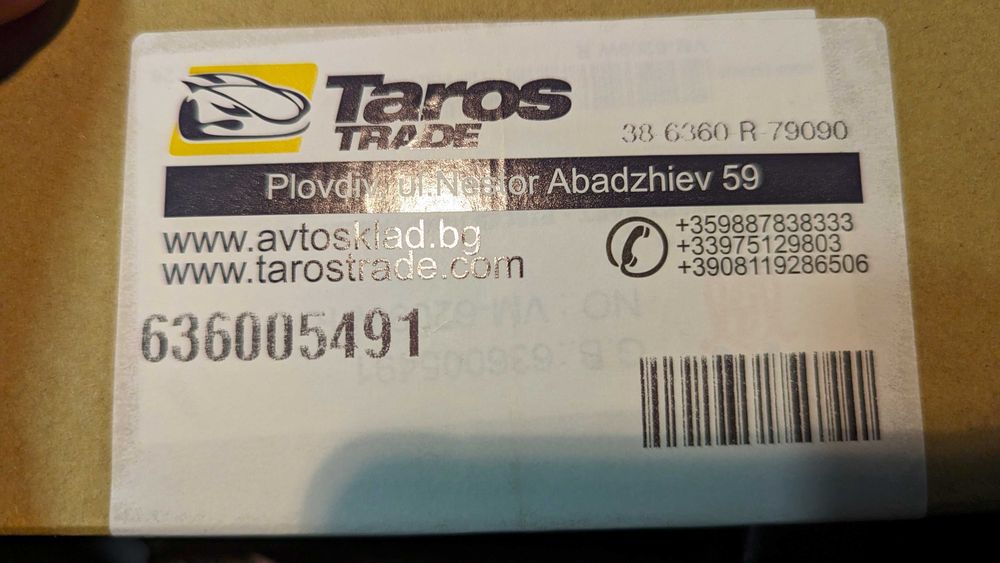 Taros
TRADE
38 6360 R-79090
Plovdiv, ul Nestor Abadzhiev 59
www.avtosklad.bg
www.tarostrade.com
+359887838333
+33975129803
+3908119286506
636005491